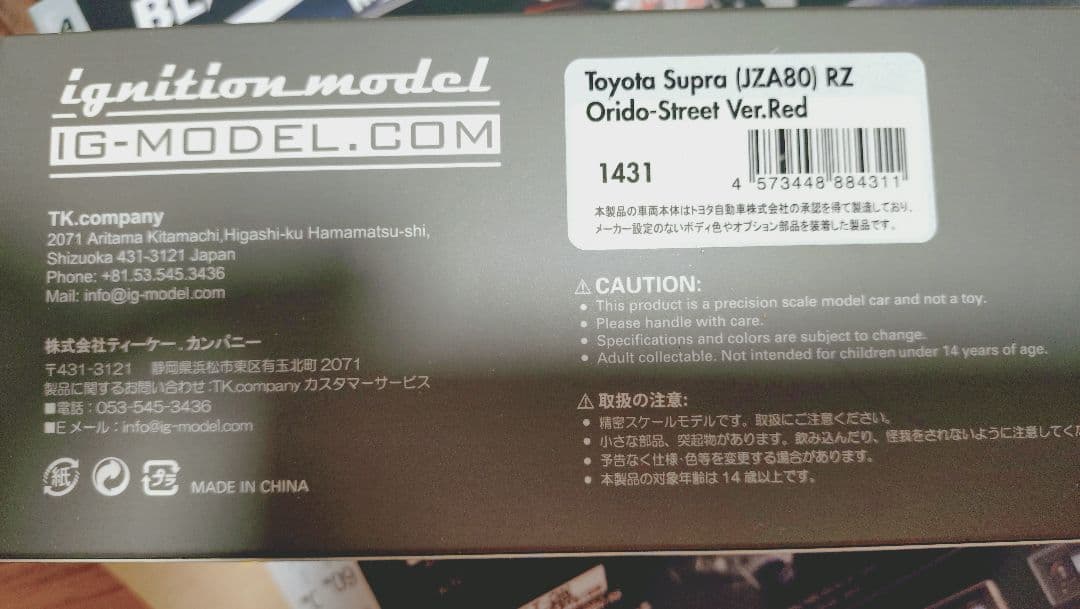 ignition model
IG-MODEL.COM
TK.company
2071 Aritama Kitamachi,Higashi-ku Hamamatsu-shi,
Shizuoka 431-3121 Japan
Phone: +81.53.545.3436
Mail: info@ig-model.com
株式会社ティーケー.カンパニー
〒431-3121 静岡県浜松市東区有玉北町2071
製品に関するお問い合わせ:TK.company カスタマーサービス
■電話:053-545-3436
■Eメール:info@ig-model.com
紙 プラ MADE IN CHINA
Toyota Supra (JZA80) RZ
Orido-Street Ver.Red
1431
4 573448 884311
本製品の車両本体はトヨタ自動車株式会社の承認を得て製造しており、
メーカー設定のないボディ色やオプション部品を装着した製品です。
⚠CAUTION:
● This product is a precision scale model car and not a toy.
● Please handle with care.
● Specifications and colors are subject to change.
● Adult collectable. Not intended for children under 14 years of age.
⚠取扱の注意:
● 精密スケールモデルです。取扱にご注意ください。
● 小さな部品、突起物があります。飲み込んだり、怪我をされないように注意してくだ
● 予告なく仕様・色等を変更する場合があります。
● 本製品の対象年齢は14歳以上です。